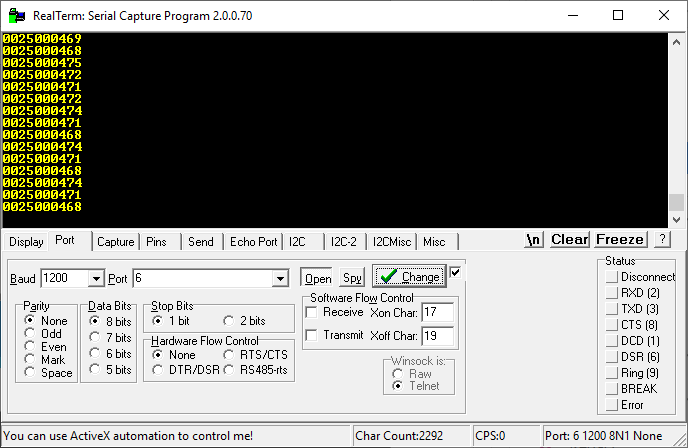 RealTerm: Serial Capture Program 2.0.0.70
0025000469
0025000468
0025000475
0025000472
0025000471
0025000472
0025000474
0025000471
0025000468
0025000474
0025000471
0025000468
0025000474
0025000471
0025000468
Display Port Capture Pins Send Echo Port I2C I2C-2 I2CMisc Misc \n Clear Freeze ?
Baud 1200 Port 6 Open Spy Change
Parity
None
Odd
Even
Mark
Space
Data Bits
8 bits
7 bits
6 bits
5 bits
Stop Bits
1 bit 2 bits
Hardware Flow Control
None RTS/CTS
DTR/DSR RS485-rts
Software Flow Control
Receive Xon Char: 17
Transmit Xoff Char: 19
Winsock is:
Raw
Telnet
Status
Disconnect
RXD (2)
TXD (3)
CTS (8)
DCD (1)
DSR (6)
Ring (9)
BREAK
Error
You can use ActiveX automation to control me! Char Count:2292 CPS:0 Port: 6 1200 8N1 None